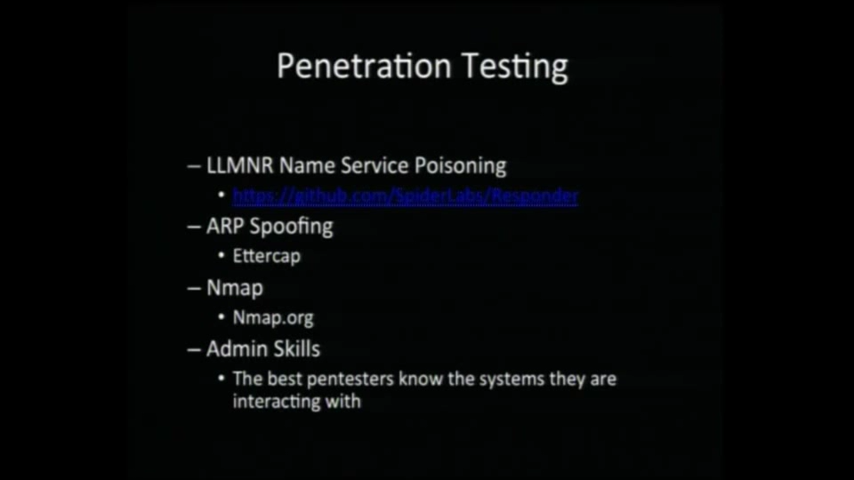 Penetration Testing
– LLMNR Name Service Poisoning
• https://github.com/SpiderLabs/Responder
– ARP Spoofing
• Ettercap
– Nmap
• Nmap.org
– Admin Skills
• The best pentesters know the systems they are
interacting with